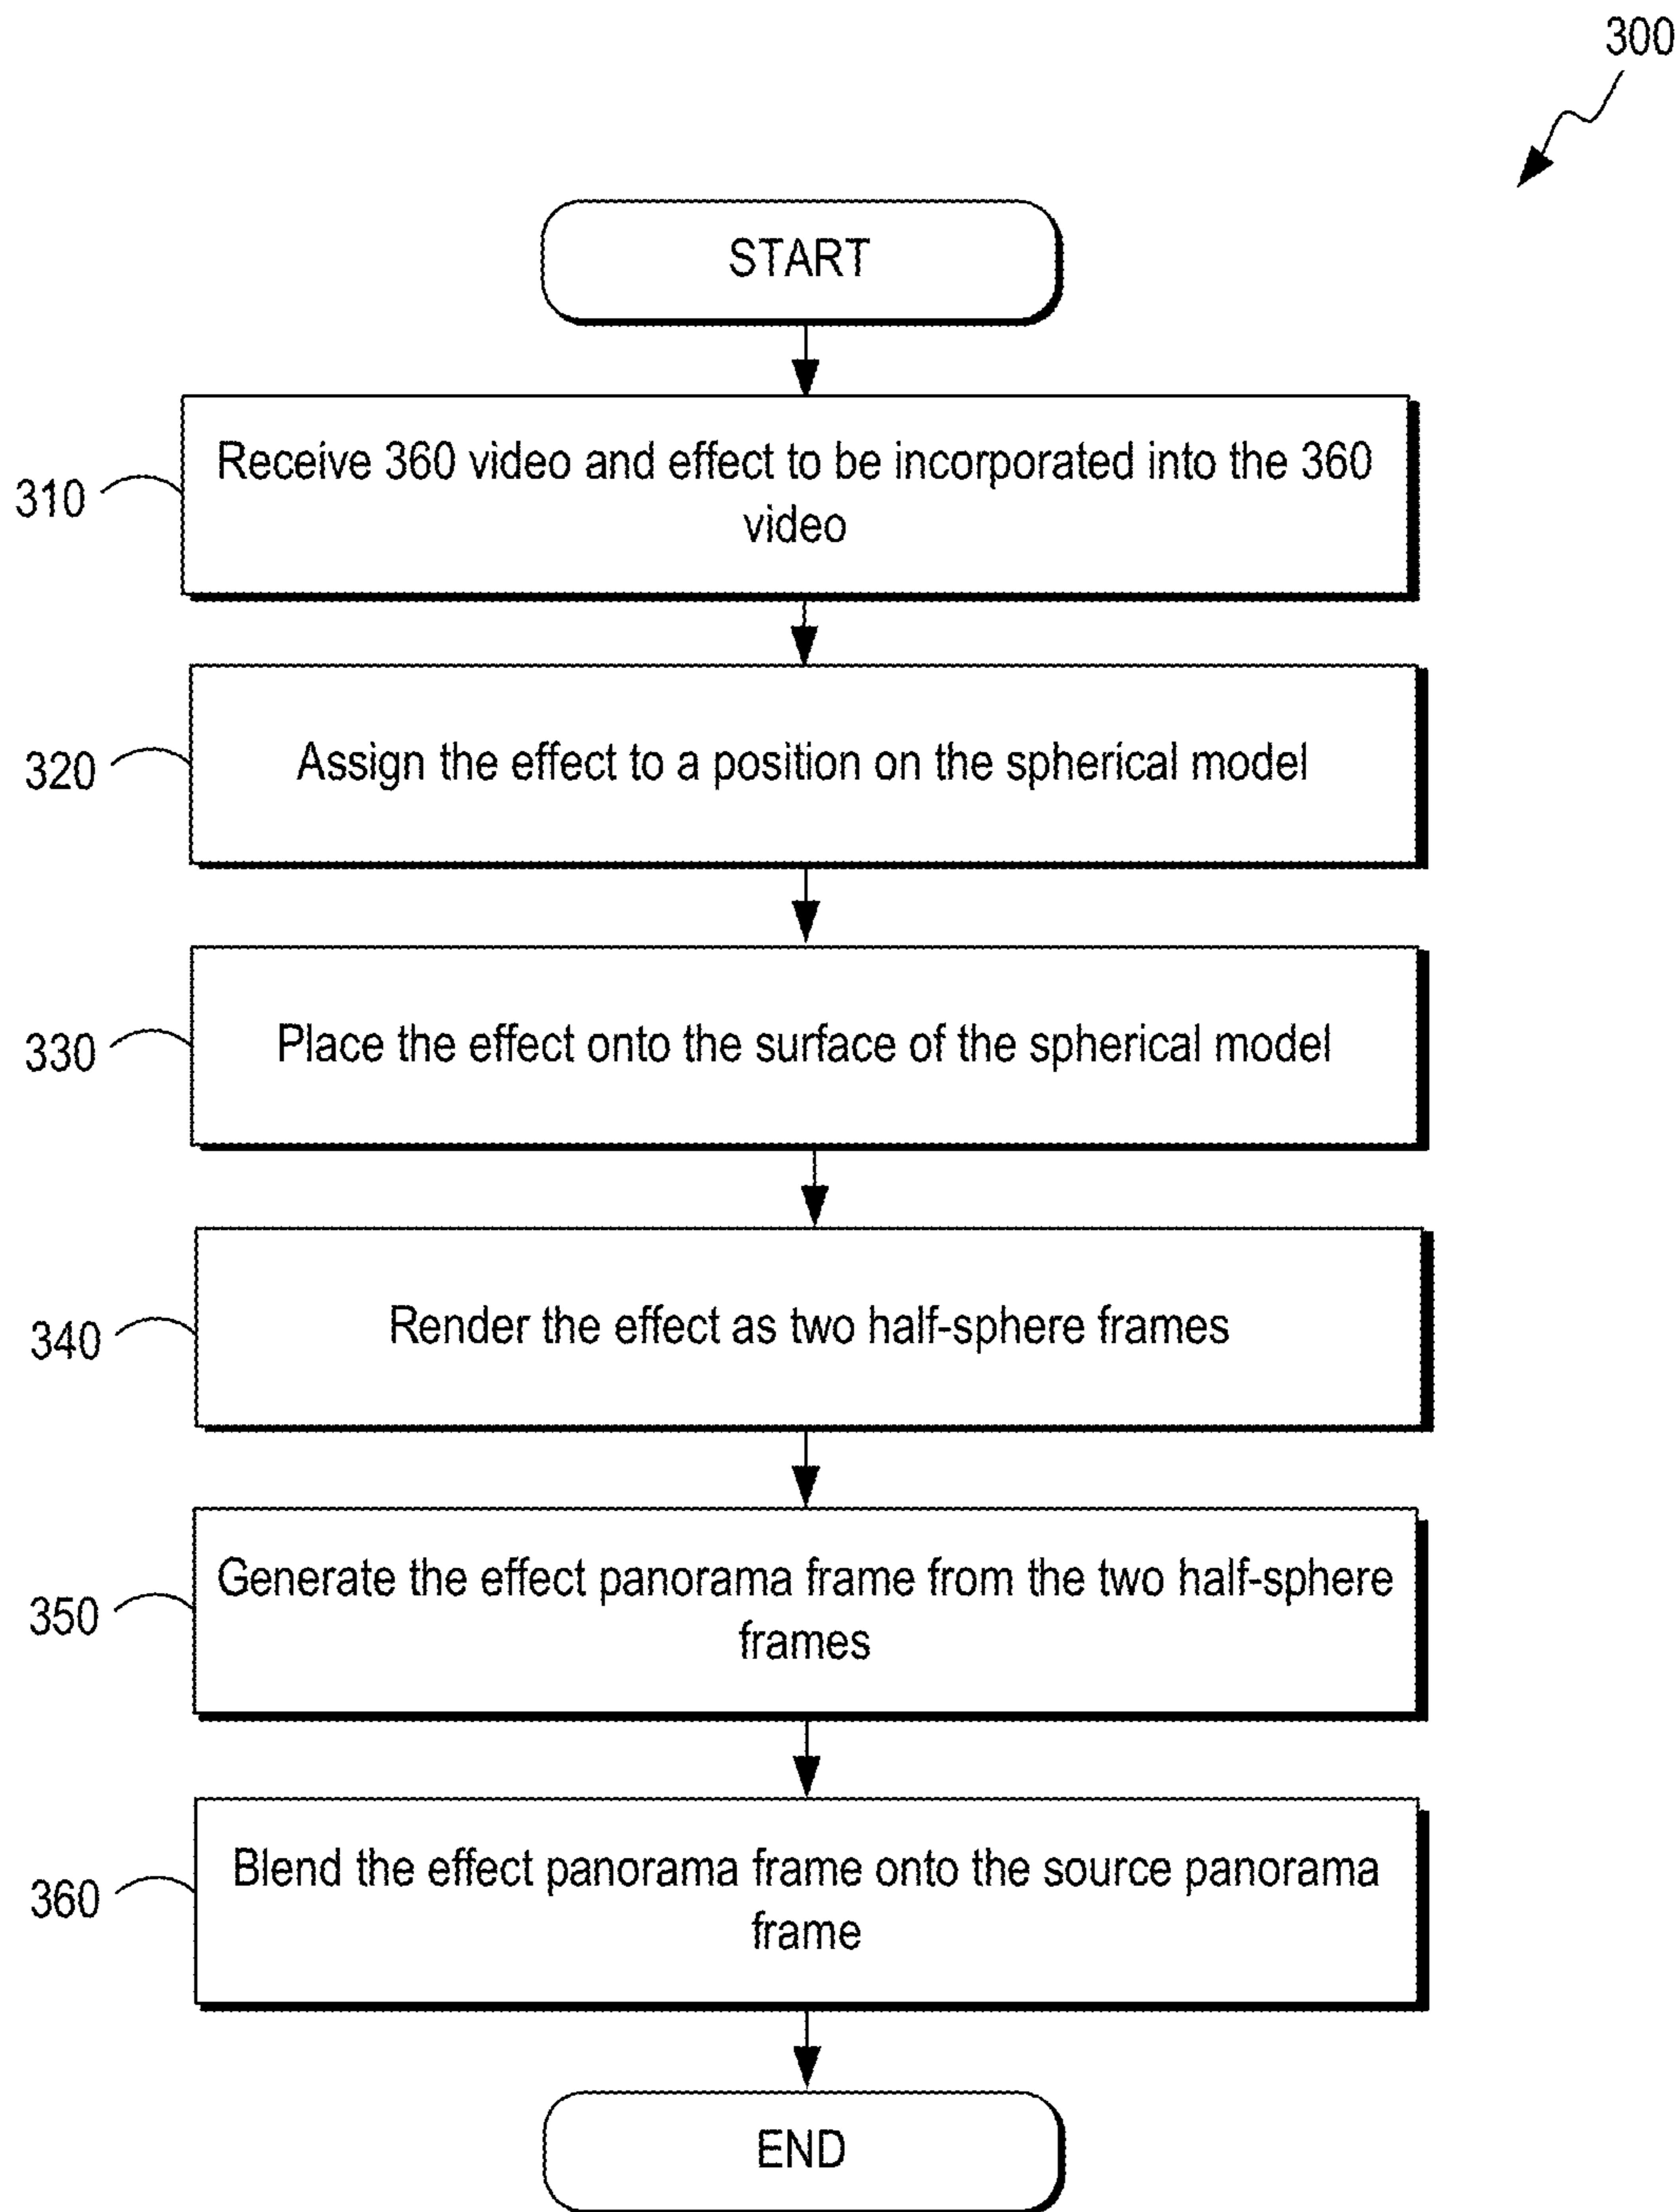 300
START
310
Receive 360 video and effect to be incorporated into the 360
video
320
Assign the effect to a position on the spherical model
330
Place the effect onto the surface of the spherical model
340
Render the effect as two half-sphere frames
350
Generate the effect panorama frame from the two half-sphere
frames
360
Blend the effect panorama frame onto the source panorama
frame
END